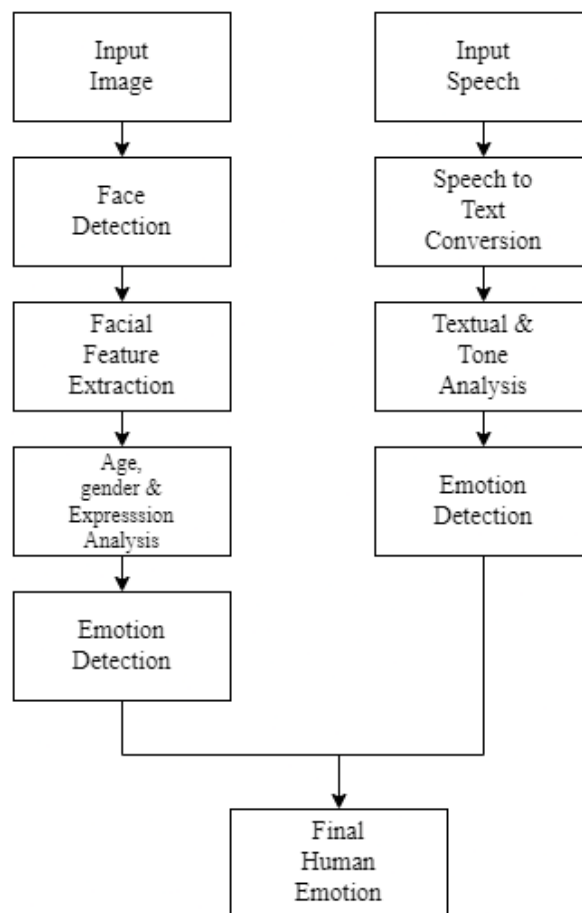 Input
Image
Face
Detection
Facial
Feature
Extraction
Age,
gender &
Expresssion
Analysis
Emotion
Detection
Input
Speech
Speech to
Text
Conversion
Textual &
Tone
Analysis
Emotion
Detection
Final
Human
Emotion